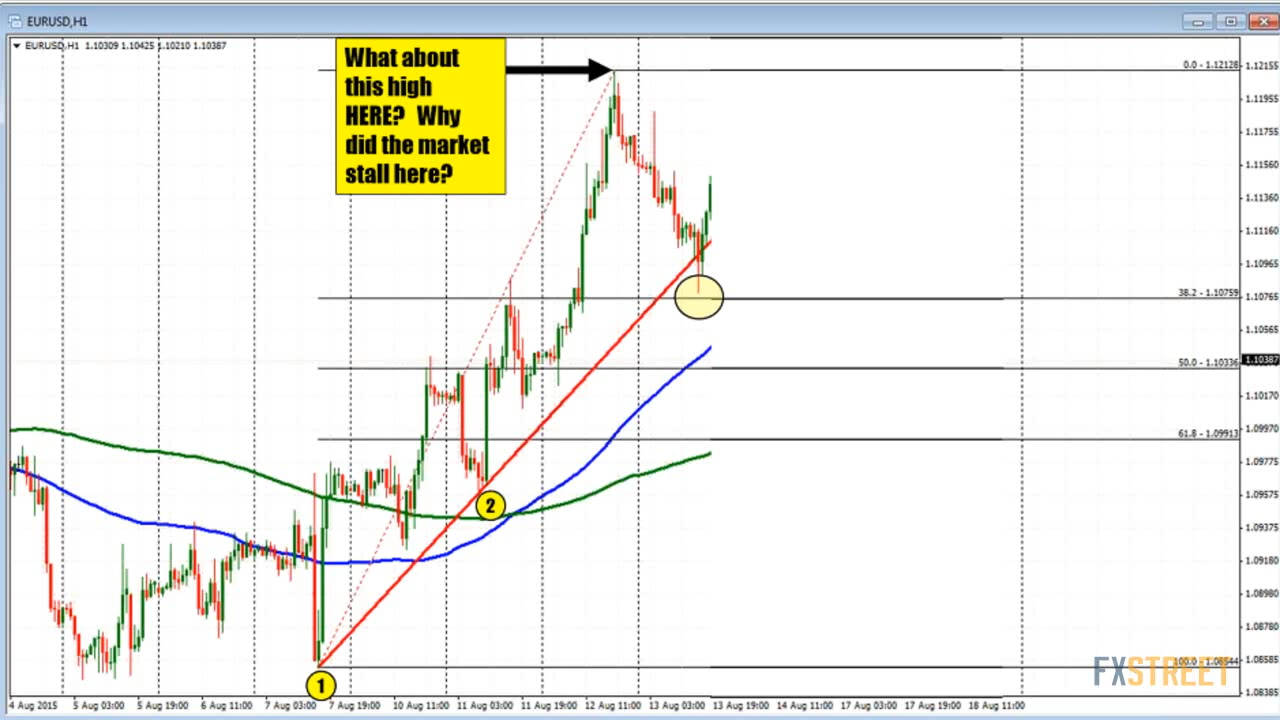 EURUSD,H1
EURUSD,H1 1.10309 1.10425 1.10210 1.10387
What about
this high
HERE? Why
did the market
stall here?
0.0 - 1.12128
1.12155
1.11955
1.11755
1.11560
1.11360
1.11160
1.10965
38.2 - 1.10759
1.10765
1.10565
1.10387
50.0 - 1.10336
1.10170
1.09970
61.8 - 1.09913
1.09775
1.09575
1.09375
1.09180
1.08980
1.08780
1.08585
100.0 - 1.08544
1.08385
2
1
FXSTREET
4 Aug 2015
5 Aug 03:00
5 Aug 19:00
6 Aug 11:00
7 Aug 03:00
7 Aug 19:00
10 Aug 11:00
11 Aug 03:00
11 Aug 19:00
12 Aug 11:00
13 Aug 03:00
13 Aug 19:00
14 Aug 11:00
17 Aug 03:00
17 Aug 19:00
18 Aug 11:00